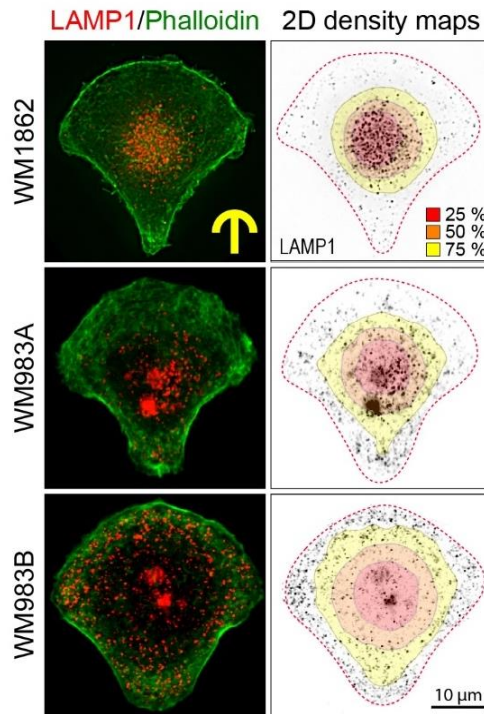 LAMP1/Phalloidin
2D density maps
WM1862
25 %
50 %
75 %
LAMP1
WM983A
WM983B
10 µm